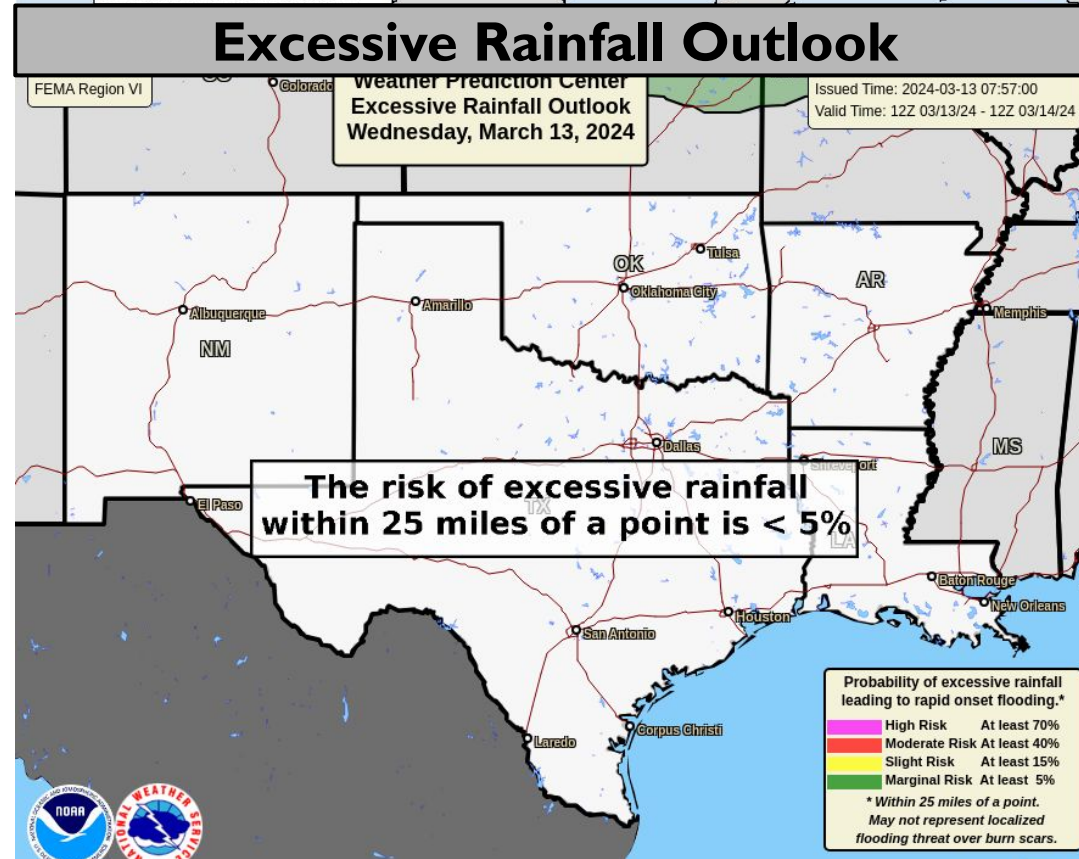 Excessive Rainfall Outlook
FEMA Region VI
Colorado
Weather Prediction Center
Excessive Rainfall Outlook
Wednesday, March 13, 2024
Issued Time: 2024-03-13 07:57:00
Valid Time: 12Z 03/13/24 - 12Z 03/14/24
OK
Tulsa
Oklahoma City
AR
Amarillo
Albuquerque
Memphis
NM
Dallas
MS
Shreveport
The risk of excessive rainfall
within 25 miles of a point is < 5%
TX
El Paso
LA
Baton Rouge
New Orleans
Houston
San Antonio
Corpus Christi
Laredo
Probability of excessive rainfall
leading to rapid onset flooding.*
High Risk At least 70%
Moderate Risk At least 40%
Slight Risk At least 15%
Marginal Risk At least 5%
* Within 25 miles of a point.
May not represent localized
flooding threat over burn scars.
NOAA
NATIONAL WEATHER SERVICE